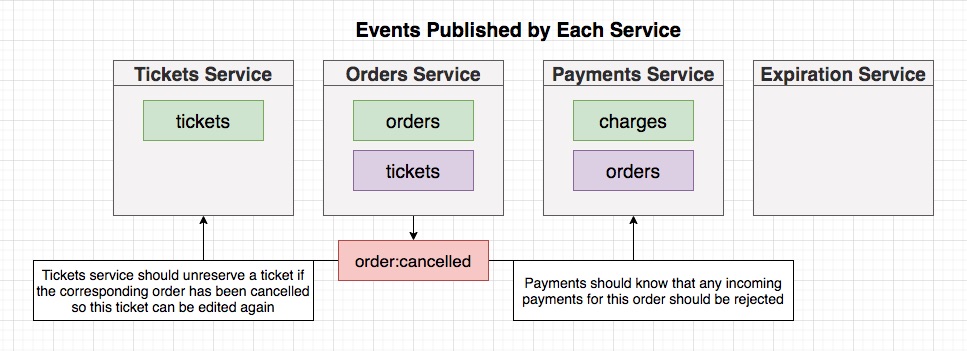 Events Published by Each Service
Tickets Service
Orders Service
Payments Service
Expiration Service
tickets
orders
charges
tickets
orders
order:cancelled
Tickets service should unreserve a ticket if
the corresponding order has been cancelled
so this ticket can be edited again
Payments should know that any incoming
payments for this order should be rejected